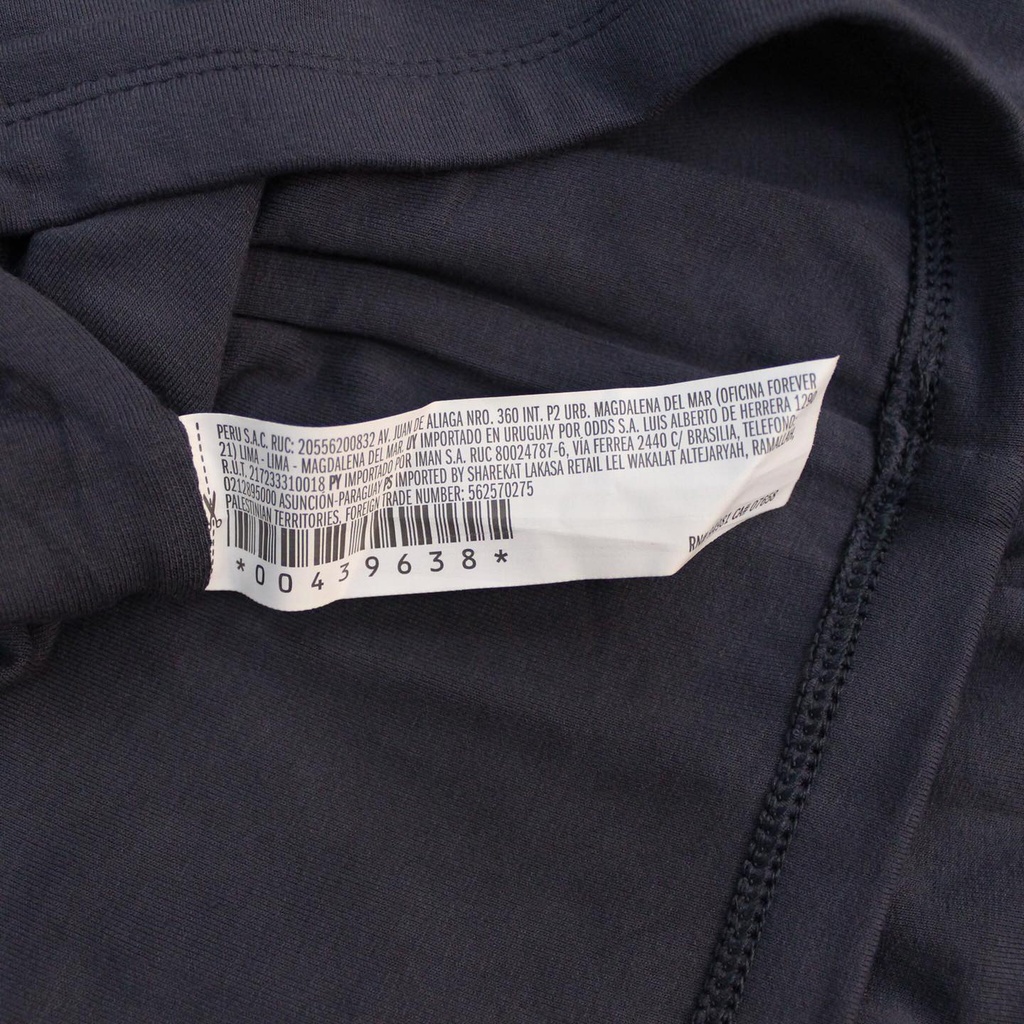 PERU S.A.C. RUC: 20556200832 AV. JUAN DE ALIAGA NRO. 360 INT. P2 URB. MAGDALENA DEL MAR (OFICINA FOREVER
21) LIMA - LIMA - MAGDALENA DEL MAR. UY IMPORTADO EN URUGUAY POR ODDS S.A. LUIS ALBERTO DE HERRERA
R.U.T. 217233310018 PY IMPORTADO POR IMAN S.A. RUC 80024787-6, VÍA FERREA 2440 C/ BRASILIA, TELEFONO:
0212895000 ASUNCIÓN-PARAGUAY PS IMPORTED BY SHAREKAT LAKASA RETAIL LEL WAKALAT ALTEJARYAH, RAMALLAH,
PALESTINIAN TERRITORIES, FOREIGN TRADE NUMBER: 562570275
*00439638*
CA# 07658